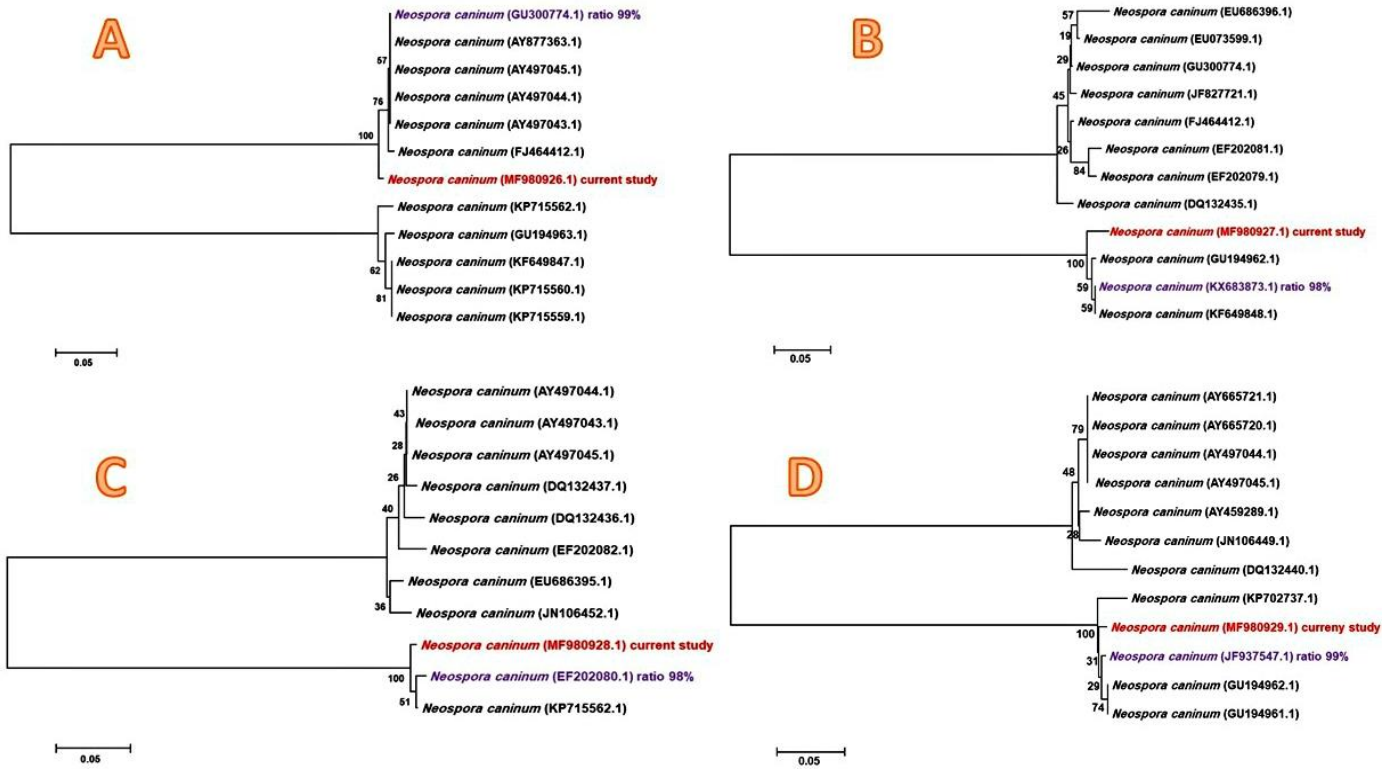 A
Neospora caninum (GU300774.1) ratio 99%
Neospora caninum (AY877363.1)
57
Neospora caninum (AY497045.1)
76
Neospora caninum (AY497044.1)
Neospora caninum (AY497043.1)
100
Neospora caninum (FJ464412.1)
Neospora caninum (MF980926.1) current study
Neospora caninum (KP715562.1)
Neospora caninum (GU194963.1)
62
Neospora caninum (KF649847.1)
81
Neospora caninum (KP715560.1)
Neospora caninum (KP715559.1)
0.05
B
57
Neospora caninum (EU686396.1)
19
Neospora caninum (EU073599.1)
29
Neospora caninum (GU300774.1)
45
Neospora caninum (JF827721.1)
Neospora caninum (FJ464412.1)
26
Neospora caninum (EF202081.1)
84
Neospora caninum (EF202079.1)
Neospora caninum (DQ132435.1)
Neospora caninum (MF980927.1) current study
100
Neospora caninum (GU194962.1)
59
Neospora caninum (KX683873.1) ratio 98%
59
Neospora caninum (KF649848.1)
0.05
C
Neospora caninum (AY497044.1)
43
Neospora caninum (AY497043.1)
28
Neospora caninum (AY497045.1)
26
Neospora caninum (DQ132437.1)
40
Neospora caninum (DQ132436.1)
Neospora caninum (EF202082.1)
Neospora caninum (EU686395.1)
36
Neospora caninum (JN106452.1)
Neospora caninum (MF980928.1) current study
100
Neospora caninum (EF202080.1) ratio 98%
51
Neospora caninum (KP715562.1)
0.05
D
Neospora caninum (AY665721.1)
79
Neospora caninum (AY665720.1)
Neospora caninum (AY497044.1)
48
Neospora caninum (AY497045.1)
Neospora caninum (AY459289.1)
28
Neospora caninum (JN106449.1)
Neospora caninum (DQ132440.1)
Neospora caninum (KP702737.1)
100
Neospora caninum (MF980929.1) curreny study
31
Neospora caninum (JF937547.1) ratio 99%
29
Neospora caninum (GU194962.1)
74
Neospora caninum (GU194961.1)
0.05